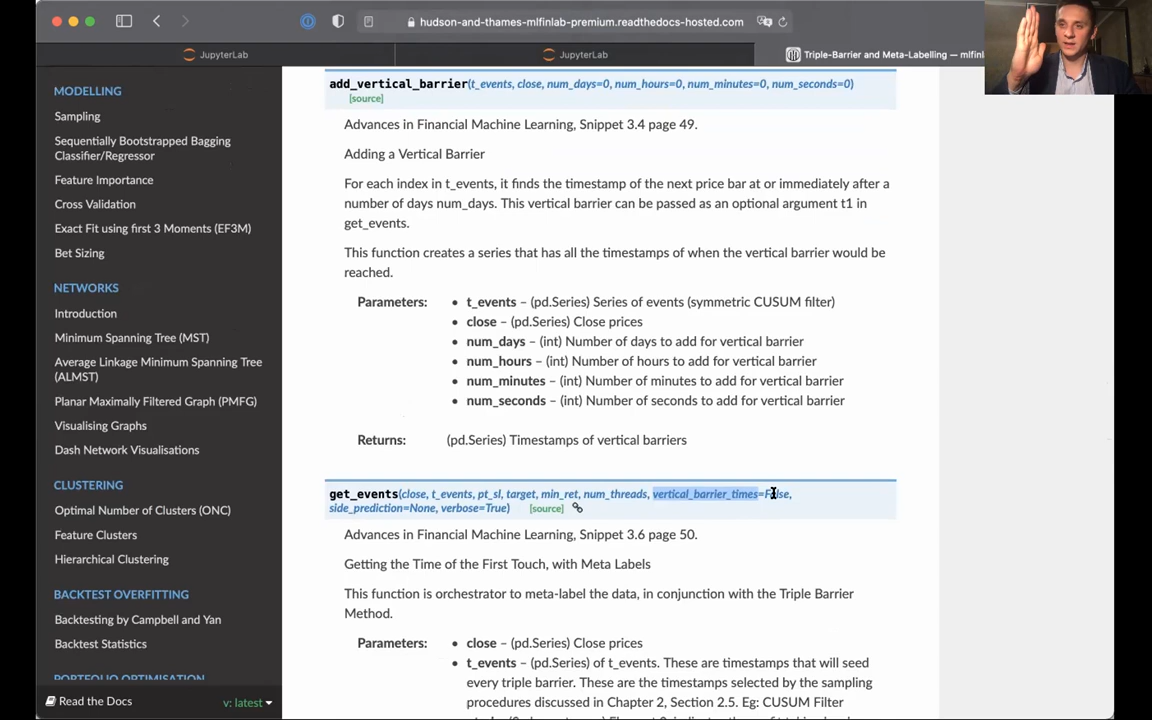 hudson-and-thames-mlfinlab-premium.readthedocs-hosted.com
JupyterLab
JupyterLab
Triple-Barrier and Meta-Labelling — mlfinl
MODELLING
Sampling
Sequentially Bootstrapped Bagging
Classifier/Regressor
Feature Importance
Cross Validation
Exact Fit using first 3 Moments (EF3M)
Bet Sizing
NETWORKS
Introduction
Minimum Spanning Tree (MST)
Average Linkage Minimum Spanning Tree
(ALMST)
Planar Maximally Filtered Graph (PMFG)
Visualising Graphs
Dash Network Visualisations
CLUSTERING
Optimal Number of Clusters (ONC)
Feature Clusters
Hierarchical Clustering
BACKTEST OVERFITTING
Backtesting by Campbell and Yan
Backtest Statistics
PORTFOLIO OPTIMISATION
Read the Docs
v: latest
add_vertical_barrier(t_events, close, num_days=0, num_hours=0, num_minutes=0, num_seconds=0)
[source]
Advances in Financial Machine Learning, Snippet 3.4 page 49.
Adding a Vertical Barrier
For each index in t_events, it finds the timestamp of the next price bar at or immediately after a
number of days num_days. This vertical barrier can be passed as an optional argument t1 in
get_events.
This function creates a series that has all the timestamps of when the vertical barrier would be
reached.
Parameters:
• t_events – (pd.Series) Series of events (symmetric CUSUM filter)
• close – (pd.Series) Close prices
• num_days – (int) Number of days to add for vertical barrier
• num_hours – (int) Number of hours to add for vertical barrier
• num_minutes – (int) Number of minutes to add for vertical barrier
• num_seconds – (int) Number of seconds to add for vertical barrier
Returns: (pd.Series) Timestamps of vertical barriers
get_events(close, t_events, pt_sl, target, min_ret, num_threads, vertical_barrier_times=False,
side_prediction=None, verbose=True) [source]
Advances in Financial Machine Learning, Snippet 3.6 page 50.
Getting the Time of the First Touch, with Meta Labels
This function is orchestrator to meta-label the data, in conjunction with the Triple Barrier
Method.
Parameters:
• close – (pd.Series) Close prices
• t_events – (pd.Series) of t_events. These are timestamps that will seed
every triple barrier. These are the timestamps selected by the sampling
procedures discussed in Chapter 2, Section 2.5. Eg: CUSUM Filter